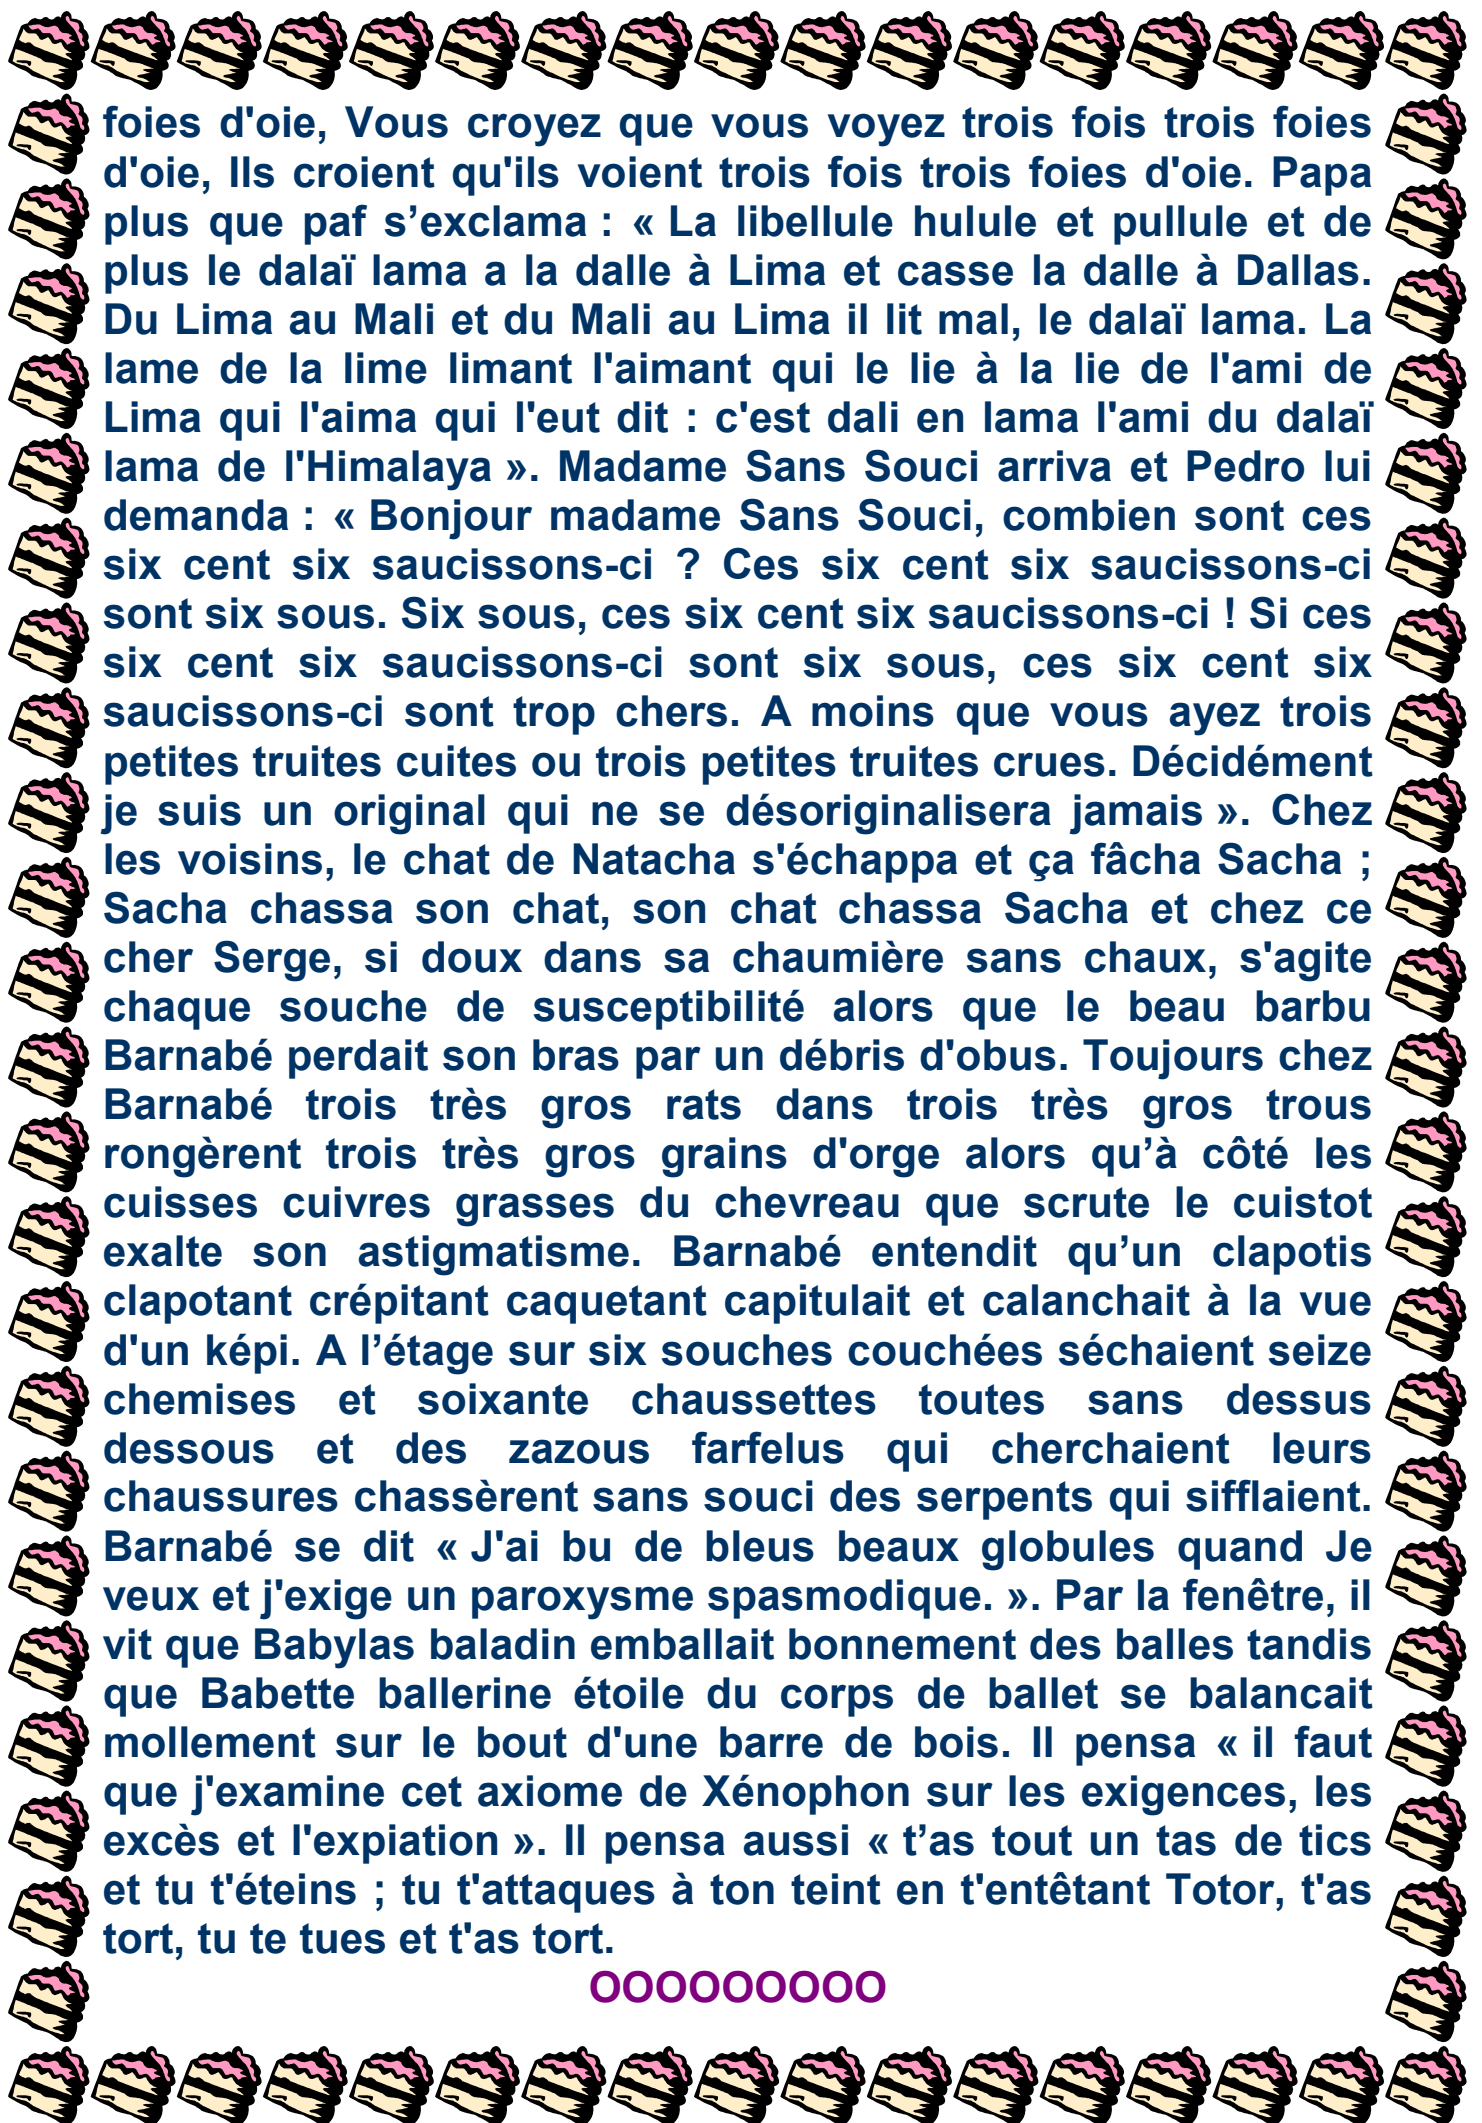 foies d'oie, Vous croyez que vous voyez trois fois trois foies
d'oie, Ils croient qu'ils voient trois fois trois foies d'oie. Papa
plus que paf s’exclama : « La libellule hulule et pullule et de
plus le dalaï lama a la dalle à Lima et casse la dalle à Dallas.
Du Lima au Mali et du Mali au Lima il lit mal, le dalaï lama. La
lame de la lime limant l'aimant qui le lie à la lie de l'ami de
Lima qui l'aima qui l'eut dit : c'est dali en lama l'ami du dalaï
lama de l'Himalaya ». Madame Sans Souci arriva et Pedro lui
demanda : « Bonjour madame Sans Souci, combien sont ces
six cent six saucissons-ci ? Ces six cent six saucissons-ci
sont six sous. Six sous, ces six cent six saucissons-ci ! Si ces
six cent six saucissons-ci sont six sous, ces six cent six
saucissons-ci sont trop chers. A moins que vous ayez trois
petites truites cuites ou trois petites truites crues. Décidément
je suis un original qui ne se désoriginalisera jamais ». Chez
les voisins, le chat de Natacha s'échappa et ça fâcha Sacha ;
Sacha chassa son chat, son chat chassa Sacha et chez ce
cher Serge, si doux dans sa chaumière sans chaux, s'agite
chaque souche de susceptibilité alors que le beau barbu
Barnabé perdait son bras par un débris d'obus. Toujours chez
Barnabé trois très gros rats dans trois très gros trous
rongèrent trois très gros grains d'orge alors qu’à côté les
cuisses cuivres grasses du chevreau que scrute le cuistot
exalte son astigmatisme. Barnabé entendit qu’un clapotis
clapotant crépitant caquetant capitulait et calanchait à la vue
d'un képi. A l’étage sur six souches couchées séchaient seize
chemises et soixante chaussettes toutes sans dessus
dessous et des zazous farfelus qui cherchaient leurs
chaussures chassèrent sans souci des serpents qui sifflaient.
Barnabé se dit « J'ai bu de bleus beaux globules quand Je
veux et j'exige un paroxysme spasmodique. ». Par la fenêtre, il
vit que Babylas baladin emballait bonnement des balles tandis
que Babette ballerine étoile du corps de ballet se balancait
mollement sur le bout d'une barre de bois. Il pensa « il faut
que j'examine cet axiome de Xénophon sur les exigences, les
excès et l'expiation ». Il pensa aussi « t’as tout un tas de tics
et tu t'éteins ; tu t'attaques à ton teint en t'entêtant Totor, t'as
tort, tu te tues et t'as tort.
OOOOOOOOO